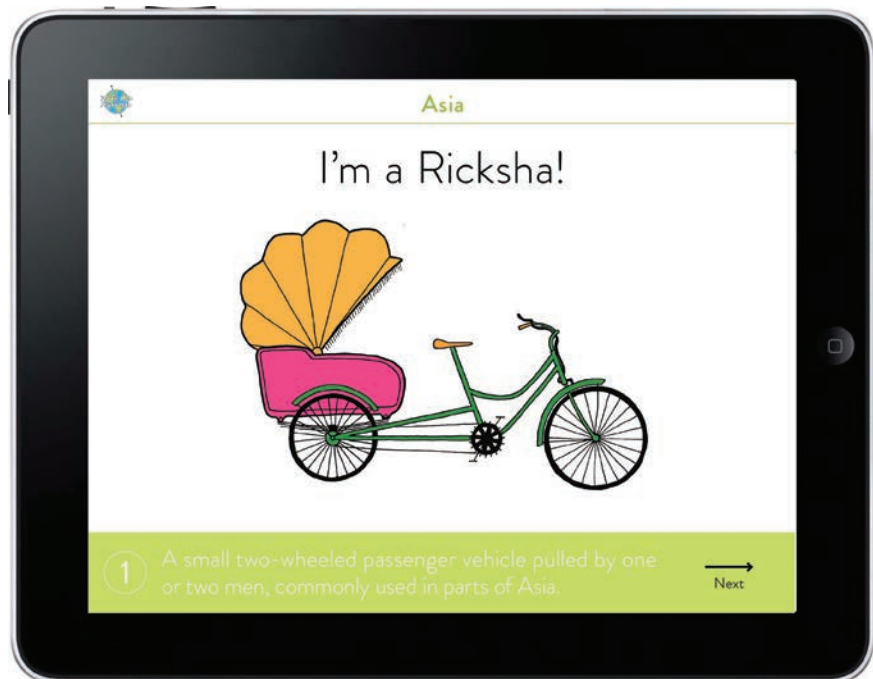 Asia
I'm a Ricksha!
1
A small two-wheeled passenger vehicle pulled by one
or two men, commonly used in parts of Asia.
Next